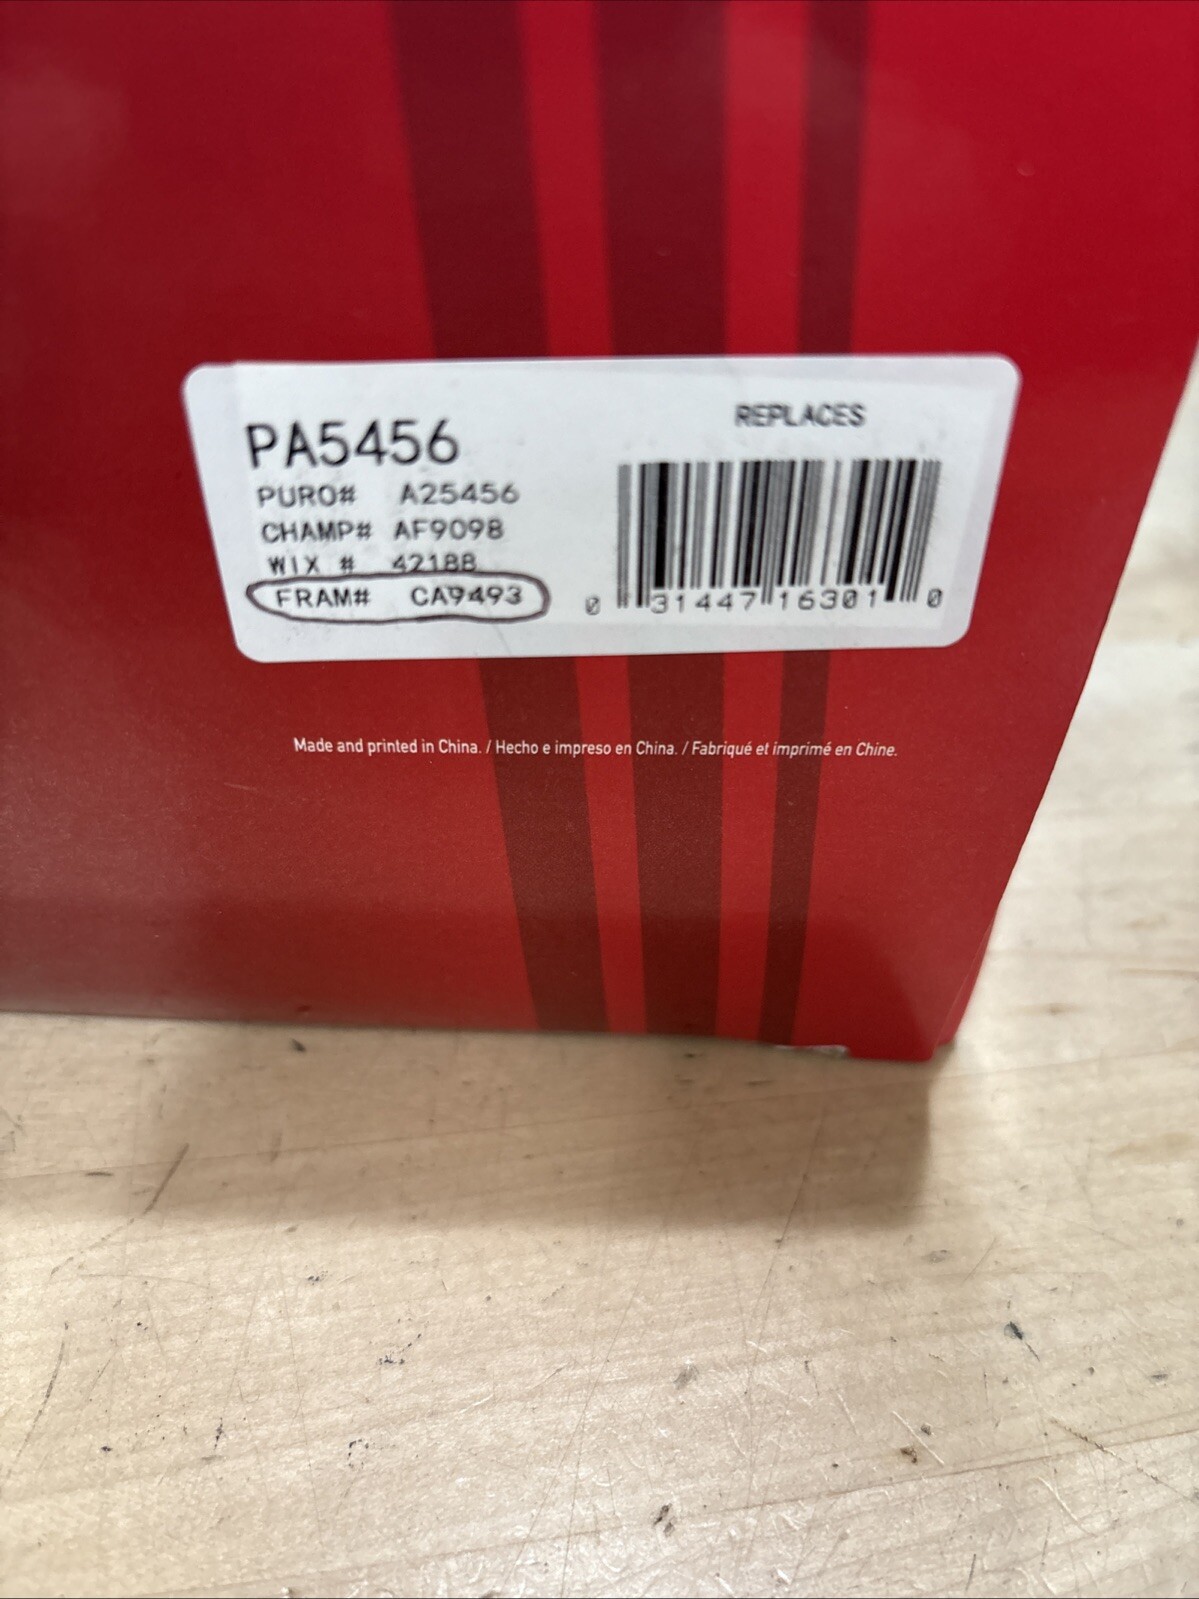 PA5456
REPLACES
PURO# A25456
CHAMP# AF9098
WIX # 42188
FRAM# CA9493
0 31447 16301 0
Made and printed in China. / Hecho e impreso en China. / Fabriqué et imprimé en Chine.